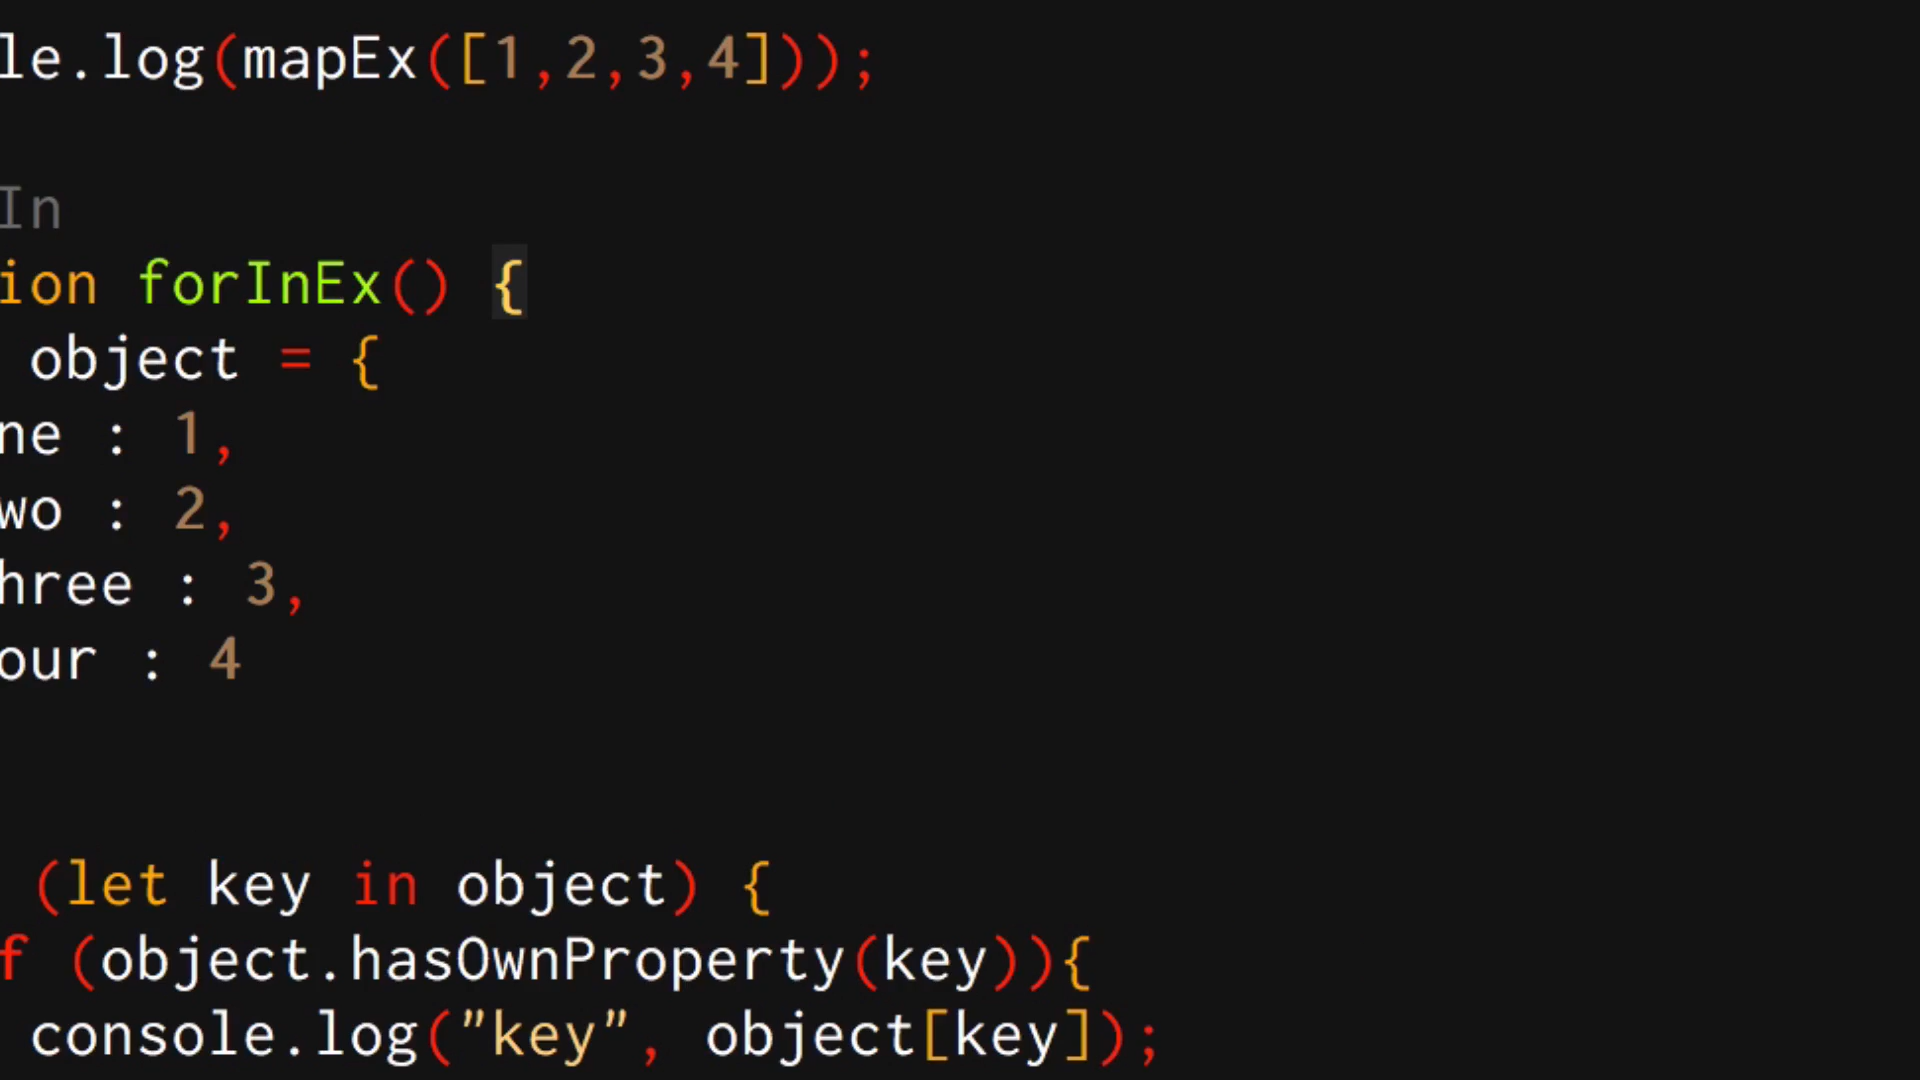 le.log(mapEx([1,2,3,4]));
In
ion forInEx() {
object = {
ne : 1,
wo : 2,
hree : 3,
our : 4
(let key in object) {
f (object.hasOwnProperty(key)){
console.log("key", object[key]);